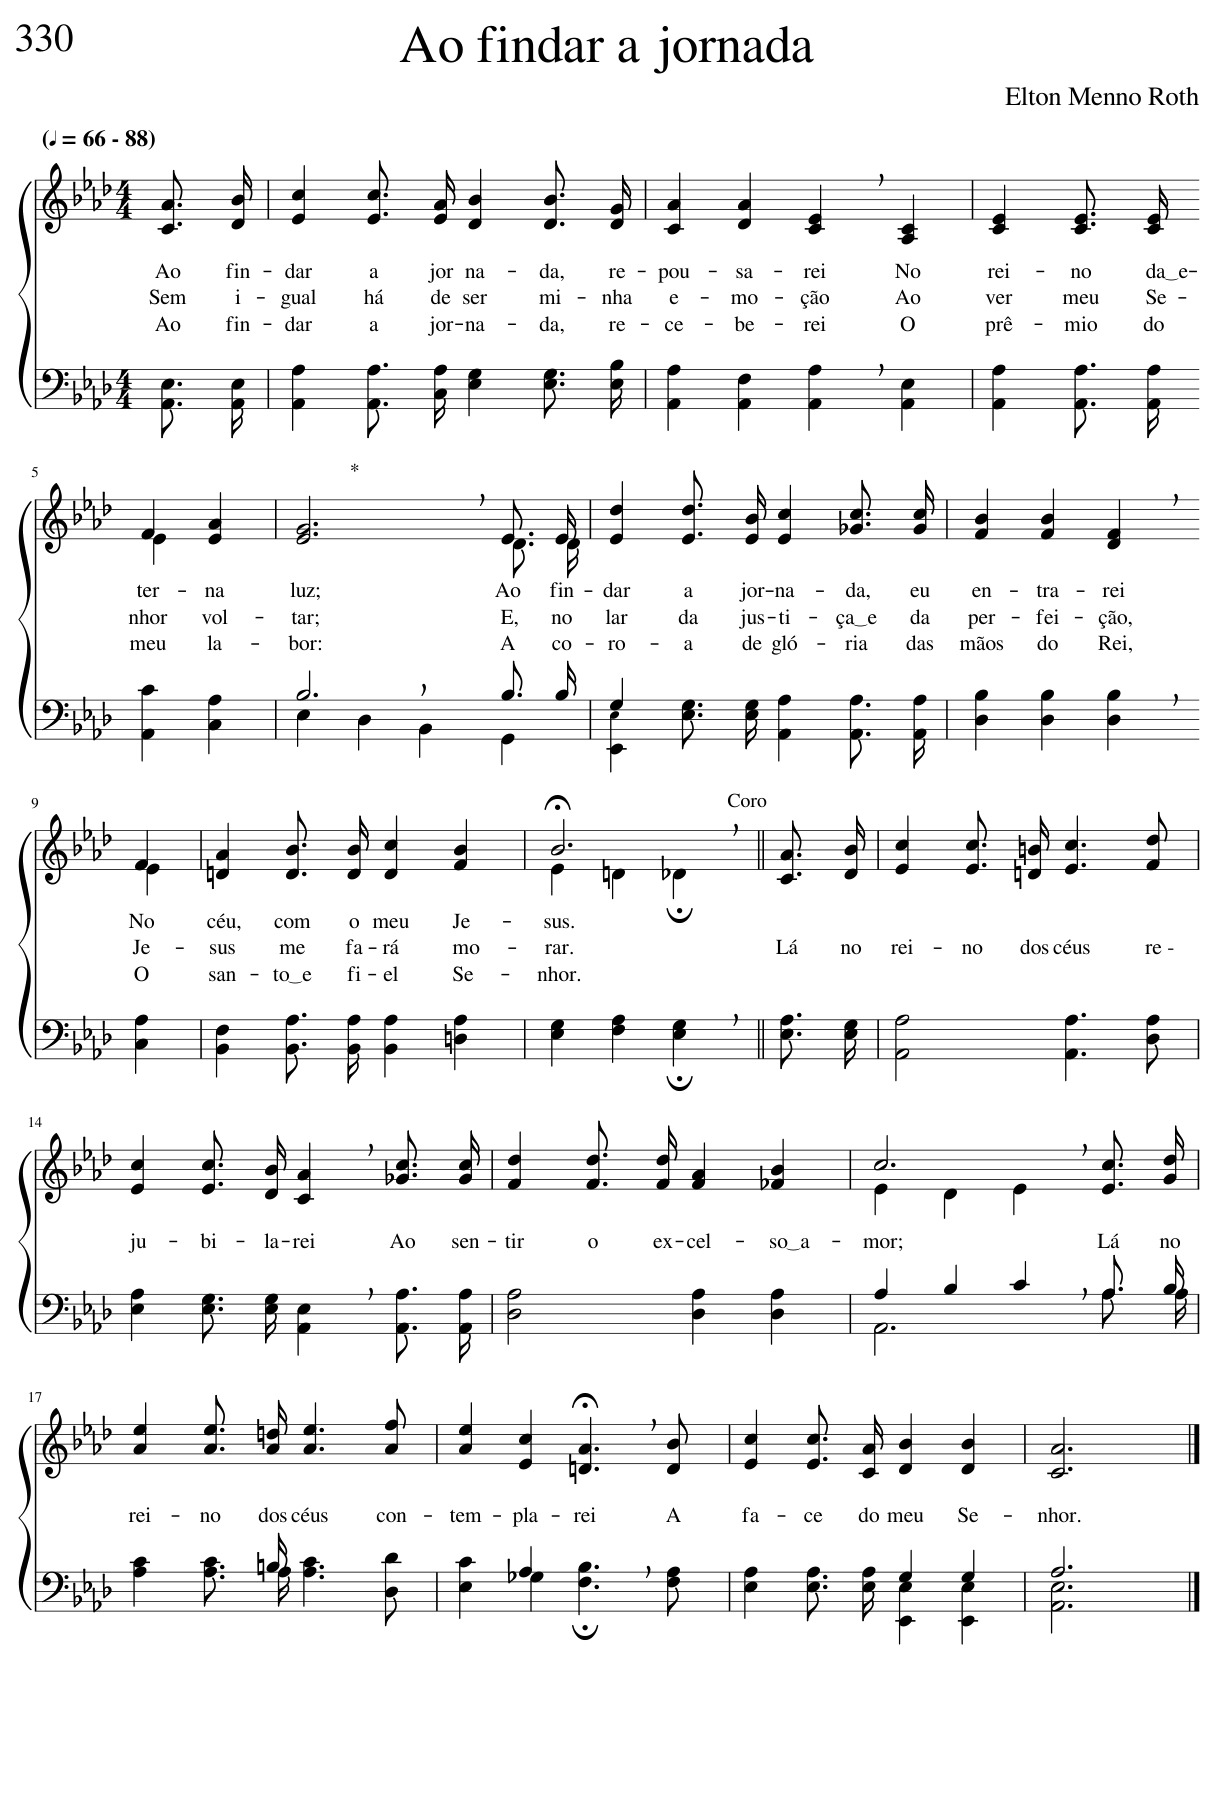 330
Ao findar a jornada
Elton Menno Roth
(♩ = 66 - 88)
Ao fin - dar a jor na - da, re - pou - sa - rei No rei - no da‿e-
Sem i - gual há de ser mi - nha e - mo - ção Ao ver meu Se -
Ao fin - dar a jor - na - da, re - ce - be - rei O prê - mio do
5
*
ter - na luz; Ao fin - dar a jor - na - da, eu en - tra - rei
nhor vol - tar; E, no lar da jus - ti - ça‿e da per - fei - ção,
meu la - bor: A co - ro - a de gló - ria das mãos do Rei,
9
Coro
No céu, com o meu Je - sus.
Je - sus me fa - rá mo - rar. Lá no rei - no dos céus re -
O san - to‿e fi - el Se - nhor.
14
ju - bi - la - rei Ao sen - tir o ex - cel - so‿a - mor; Lá no
17
rei - no dos céus con - tem - pla - rei A fa - ce do meu Se - nhor.